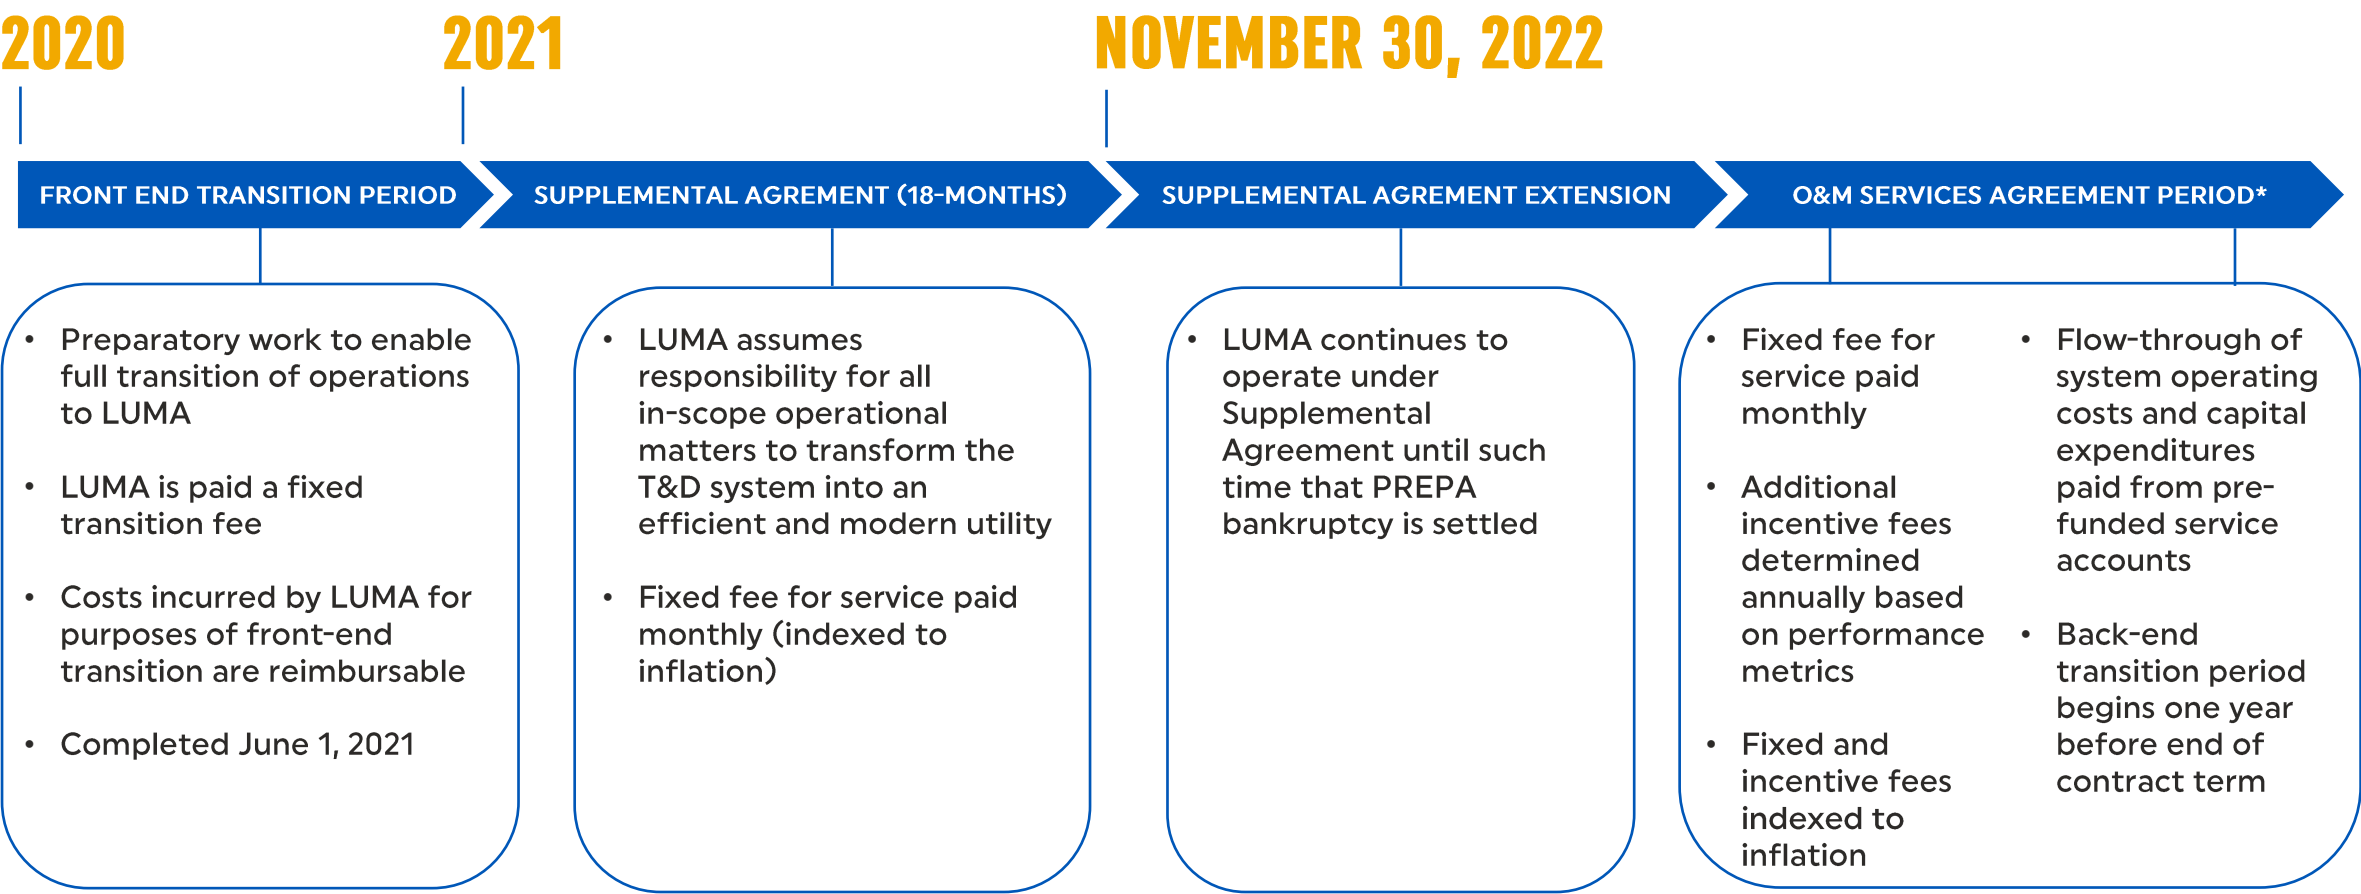 2020
2021
NOVEMBER 30, 2022
FRONT END TRANSITION PERIOD
SUPPLEMENTAL AGREMENT (18-MONTHS)
SUPPLEMENTAL AGREMENT EXTENSION
O&M SERVICES AGREEMENT PERIOD*
• Preparatory work to enable
full transition of operations
to LUMA
• LUMA is paid a fixed
transition fee
• Costs incurred by LUMA for
purposes of front-end
transition are reimbursable
• Completed June 1, 2021
• LUMA assumes
responsibility for all
in-scope operational
matters to transform the
T&D system into an
efficient and modern utility
• Fixed fee for service paid
monthly (indexed to
inflation)
• LUMA continues to
operate under
Supplemental
Agreement until such
time that PREPA
bankruptcy is settled
• Fixed fee for
service paid
monthly
• Additional
incentive fees
determined
annually based
on performance
metrics
• Fixed and
incentive fees
indexed to
inflation
• Flow-through of
system operating
costs and capital
expenditures
paid from pre-
funded service
accounts
• Back-end
transition period
begins one year
before end of
contract term